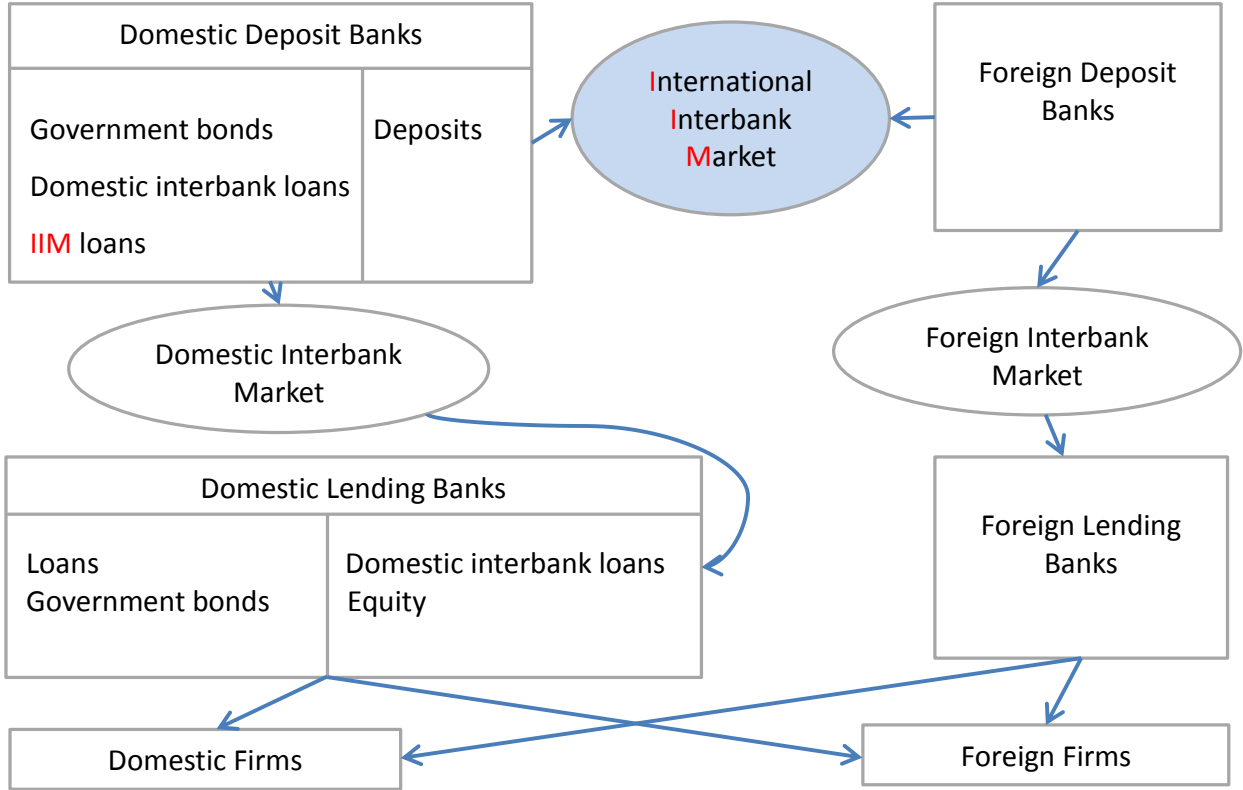 Domestic Deposit Banks
Government bonds
Domestic interbank loans
IIM loans
Deposits
International
Interbank
Market
Foreign Deposit
Banks
Domestic Interbank
Market
Foreign Interbank
Market
Domestic Lending Banks
Loans
Government bonds
Domestic interbank loans
Equity
Foreign Lending
Banks
Domestic Firms
Foreign Firms